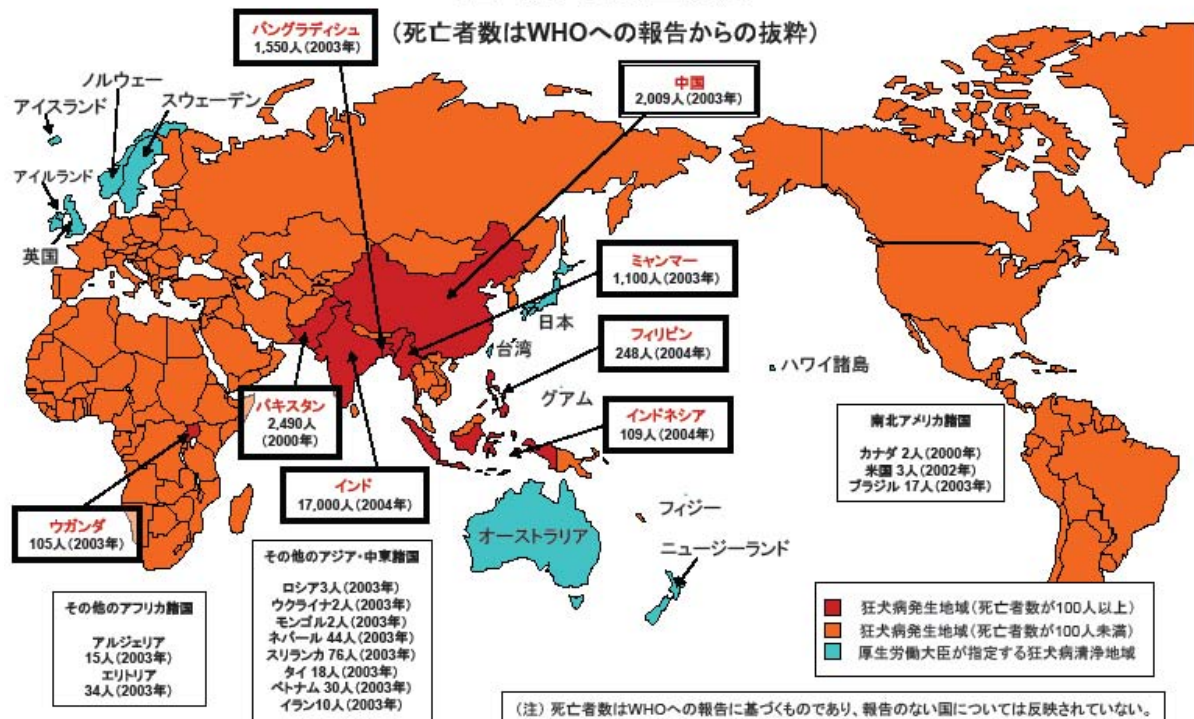 (死亡者数はWHOへの報告からの抜粋)
バングラディシュ
1,550人(2003年)
中国
2,009人(2003年)
ノルウェー
アイスランド
スウェーデン
アイルランド
英国
ミャンマー
1,100人(2003年)
日本
台湾
フィリピン
248人(2004年)
ハワイ諸島
グアム
パキスタン
2,490人
(2000年)
インドネシア
109人(2004年)
インド
17,000人(2004年)
ウガンダ
105人(2003年)
南北アメリカ諸国
カナダ 2人(2000年)
米国 3人(2002年)
ブラジル 17人(2003年)
フィジー
オーストラリア
ニュージーランド
その他のアジア・中東諸国
ロシア3人(2003年)
ウクライナ2人(2003年)
モンゴル2人(2003年)
ネパール 44人(2003年)
スリランカ 76人(2003年)
タイ 18人(2003年)
ベトナム 30人(2003年)
イラン10人(2003年)
その他のアフリカ諸国
アルジェリア
15人(2003年)
エリトリア
34人(2003年)
狂犬病発生地域(死亡者数が100人以上)
狂犬病発生地域(死亡者数が100人未満)
厚生労働大臣が指定する狂犬病清浄地域
(注) 死亡者数はWHOへの報告に基づくものであり、報告のない国については反映されていない。